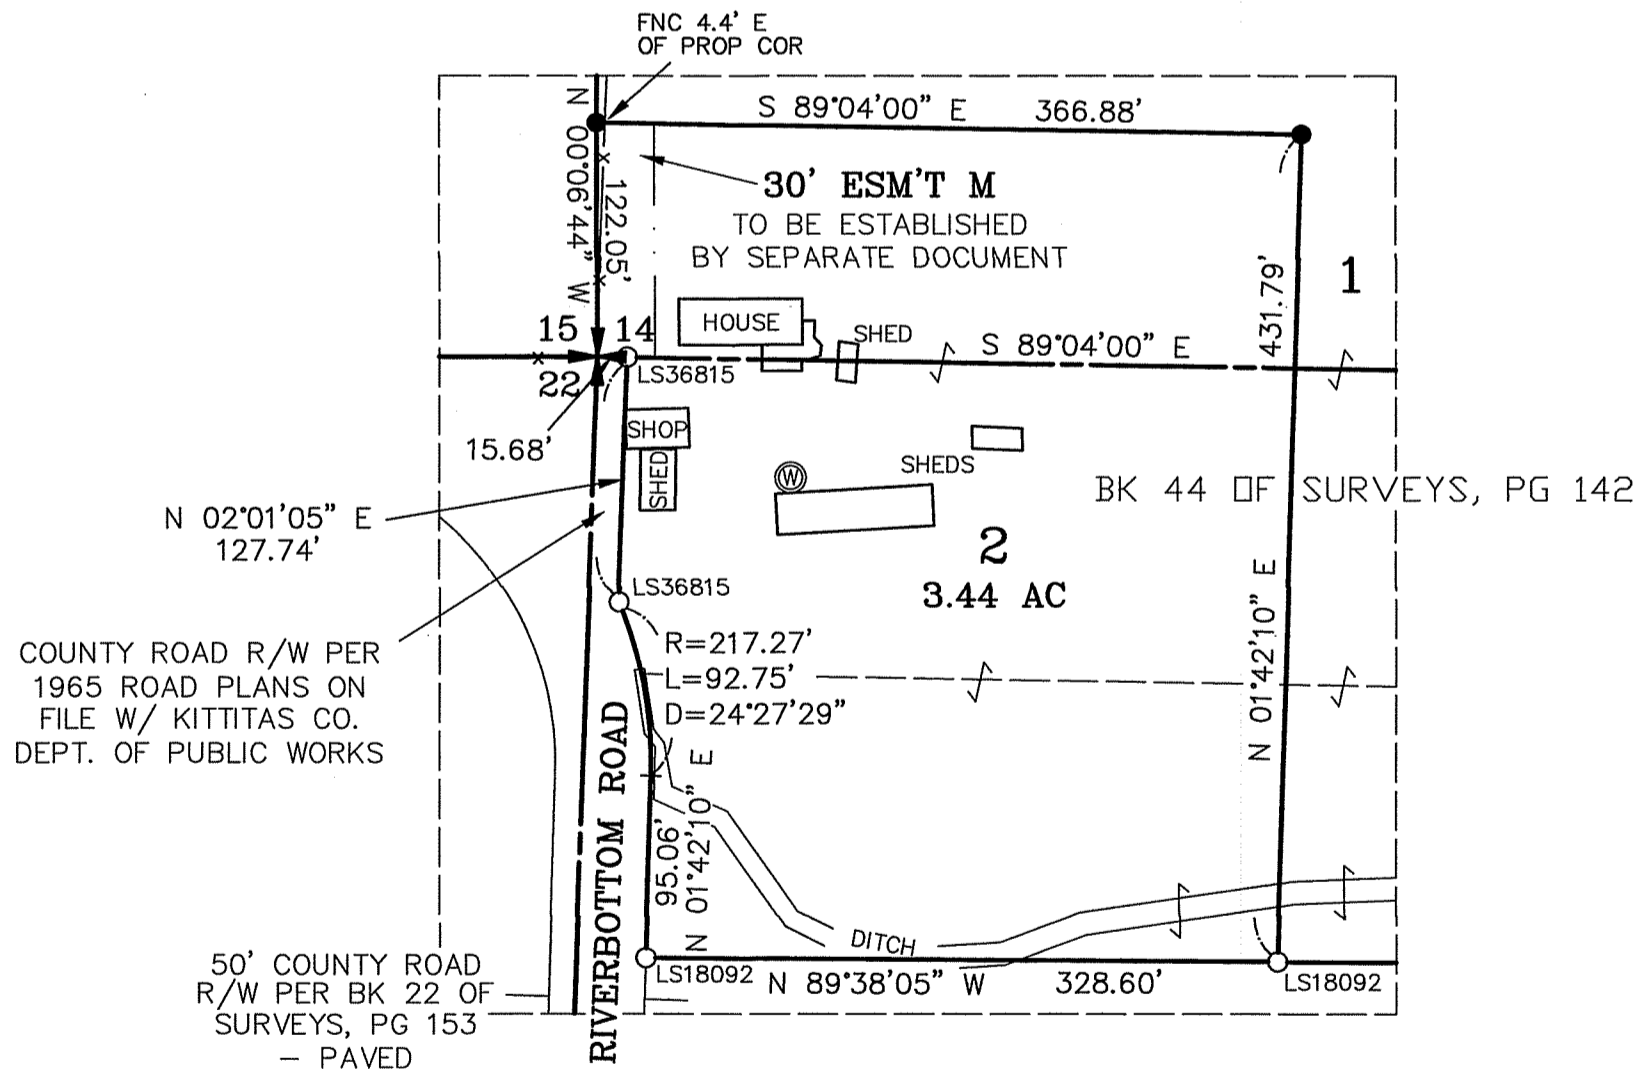 FNC 4.4' E
OF PROP COR
S 89°04'00" E 366.88'
N 00°06'44" W
122.05'
30' ESM'T M
TO BE ESTABLISHED
BY SEPARATE DOCUMENT
431.79'
1
15 14
22
HOUSE
SHED
S 89°04'00" E
LS36815
15.68'
SHOP
SHED
SHEDS
W
BK 44 OF SURVEYS, PG 142
N 02°01'05" E
127.74'
2
3.44 AC
LS36815
R=217.27'
L=92.75'
D=24°27'29"
COUNTY ROAD R/W PER
1965 ROAD PLANS ON
FILE W/ KITTITAS CO.
DEPT. OF PUBLIC WORKS
N 01°42'10" E
RIVERBOTTOM ROAD
95.06'
N 01°42'10" E
DITCH
50' COUNTY ROAD
R/W PER BK 22 OF
SURVEYS, PG 153
- PAVED
LS18092
N 89°38'05" W 328.60'
LS18092